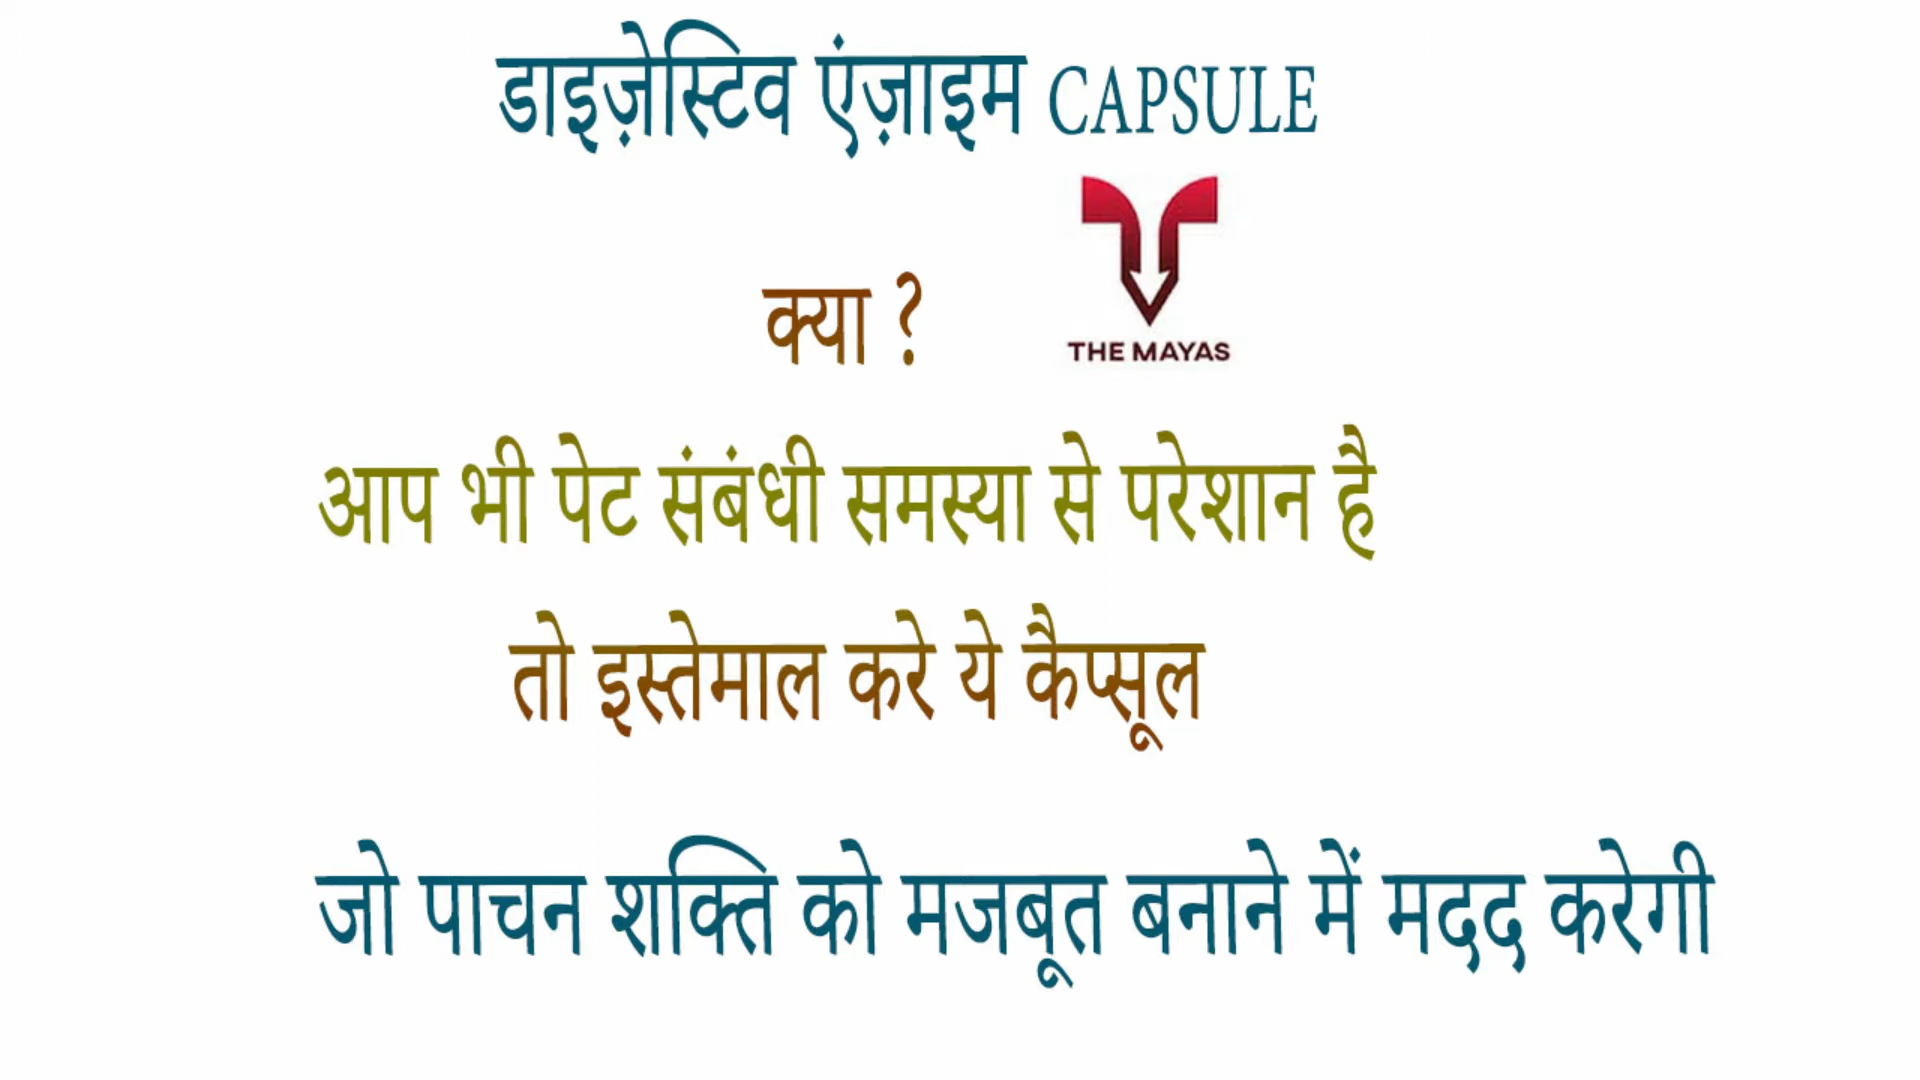 डाइज़ेस्टिव एंज़ाइम CAPSULE
क्या ?
THE MAYAS
आप भी पेट संबंधी समस्या से परेशान है
तो इस्तेमाल करे ये कैप्सूल
जो पाचन शक्ति को मजबूत बनाने में मदद करेगी